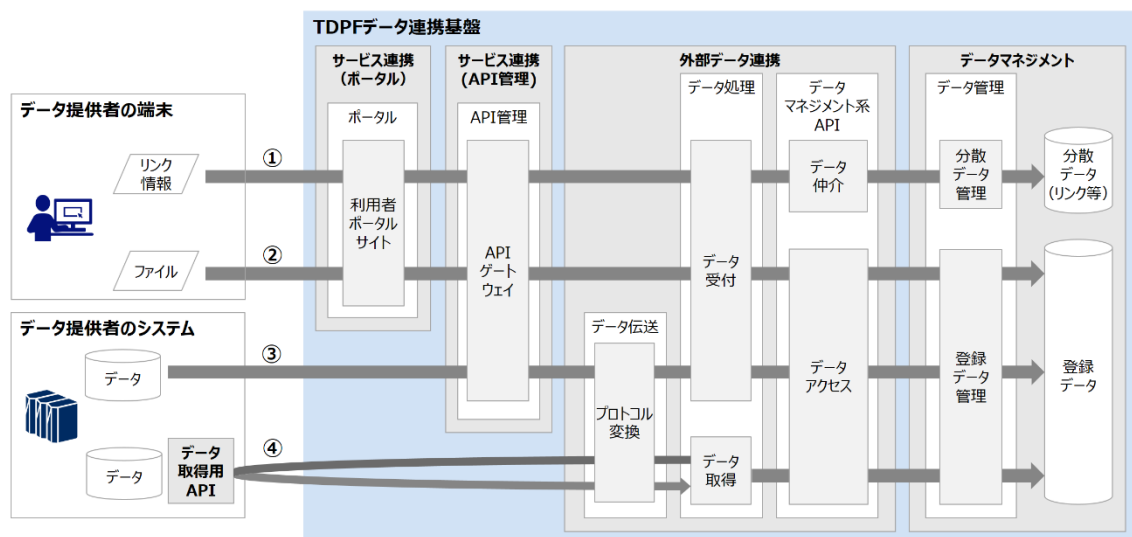 TDPFデータ連携基盤
サービス連携
(ポータル)
サービス連携
(API管理)
外部データ連携
データマネジメント
データ提供者の端末
ポータル
API管理
データ処理
データ
マネジメント系
API
データ管理
リンク
情報
①
利用者
ポータル
サイト
API
ゲート
ウェイ
データ
受付
データ
仲介
分散
データ
管理
分散
データ
(リンク等)
ファイル
②
データ提供者のシステム
データ伝送
データ
③
プロトコル
変換
データ
アクセス
登録
データ
管理
登録
データ
データ
データ
取得用
API
④
データ
取得